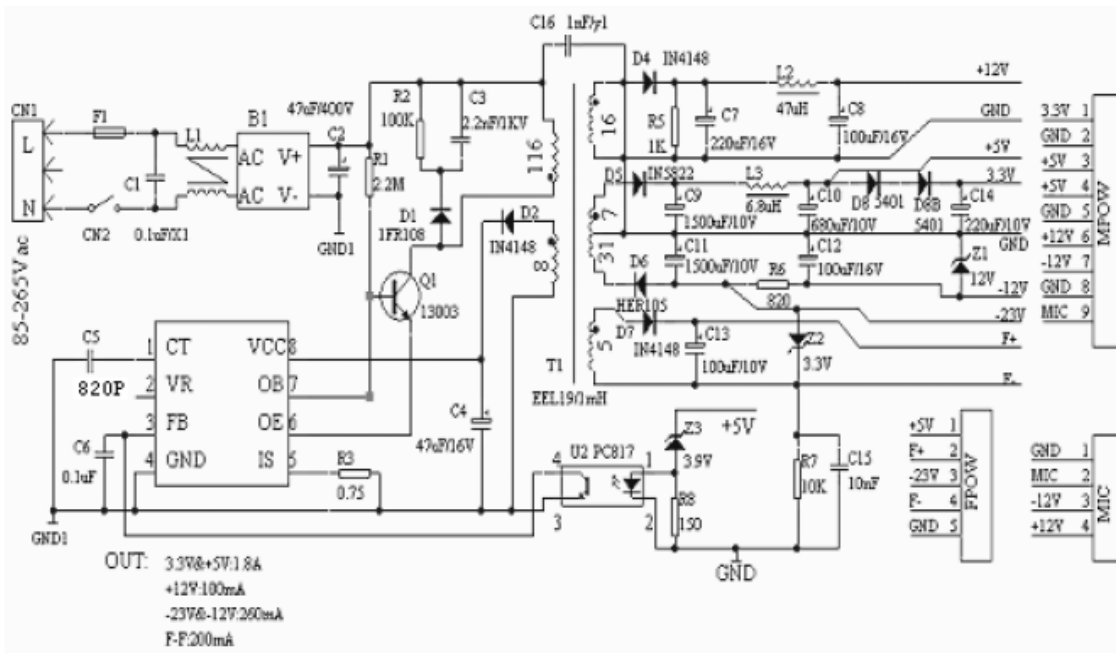 C16 1nF/y1
D4 IN4148
+12V
L2
47uH
GND
CN1
F1
L1
B1
47uF/400V
C2
R2
100K
C3
2.2nF/1KV
16
R5
1K
C7
220uF/16V
C8
100uF/16V
3.3V 1
GND 2
+5V 3
+5V 4
GND 5
+12V 6
-12V 7
GND 8
MIC 9
MPOW
L
N
AC V+
AC V-
C1
R1
2.2M
116
+5V
D5 IN5822
L3
6.8uH
3.3V
CN2
0.1uF/X1
GND1
D1
1FR108
D2
IN4148
8
7
C9
1500uF/10V
C10
680uF/10V
D8 5401
D8B
5401
C14
220uF/10V
GND
85-265Vac
31
C11
1500uF/10V
C12
100uF/16V
Z1
12V
Q1
13003
D6
HER105
R6
820
-12V
-23V
5
D7
IN4148
C13
100uF/10V
Z2
3.3V
F+
F-
C5
820P
1 CT VCC 8
2 VR OB 7
3 FB OE 6
4 GND IS 5
T1
EEL19/1mH
C6
0.1uF
C4
47uF/16V
R3
0.75
U2 PC817
4
3
1
2
Z3
3.9V
+5V
R8
150
R7
10K
C15
10nF
GND
+5V 1
F+ 2
-23V 3
F- 4
GND 5
FPOW
GND 1
MIC 2
-12V 3
+12V 4
MIC
GND1
OUT: 3.3V&+5V:1.8A
+12V:100mA
-23V&-12V:260mA
F-F:200mA